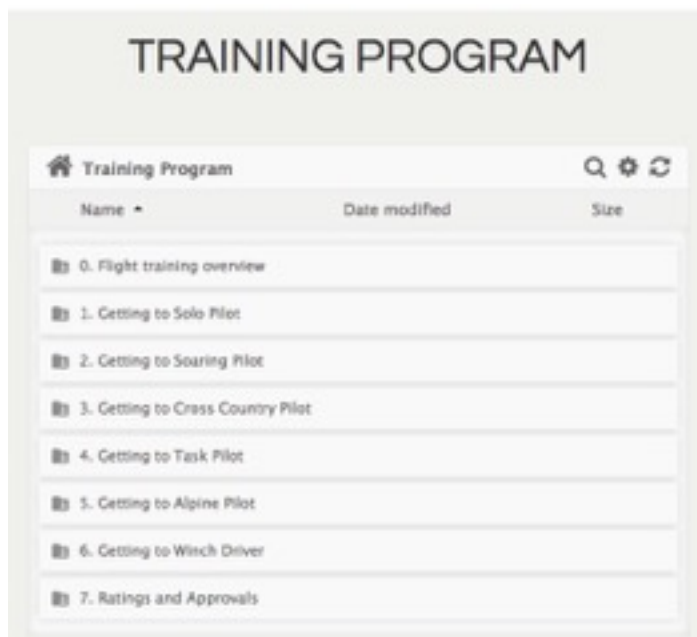 TRAINING PROGRAM
Training Program
Name Date modified Size
0. Flight training overview
1. Getting to Solo Pilot
2. Getting to Soaring Pilot
3. Getting to Cross Country Pilot
4. Getting to Task Pilot
5. Getting to Alpine Pilot
6. Getting to Winch Driver
7. Ratings and Approvals